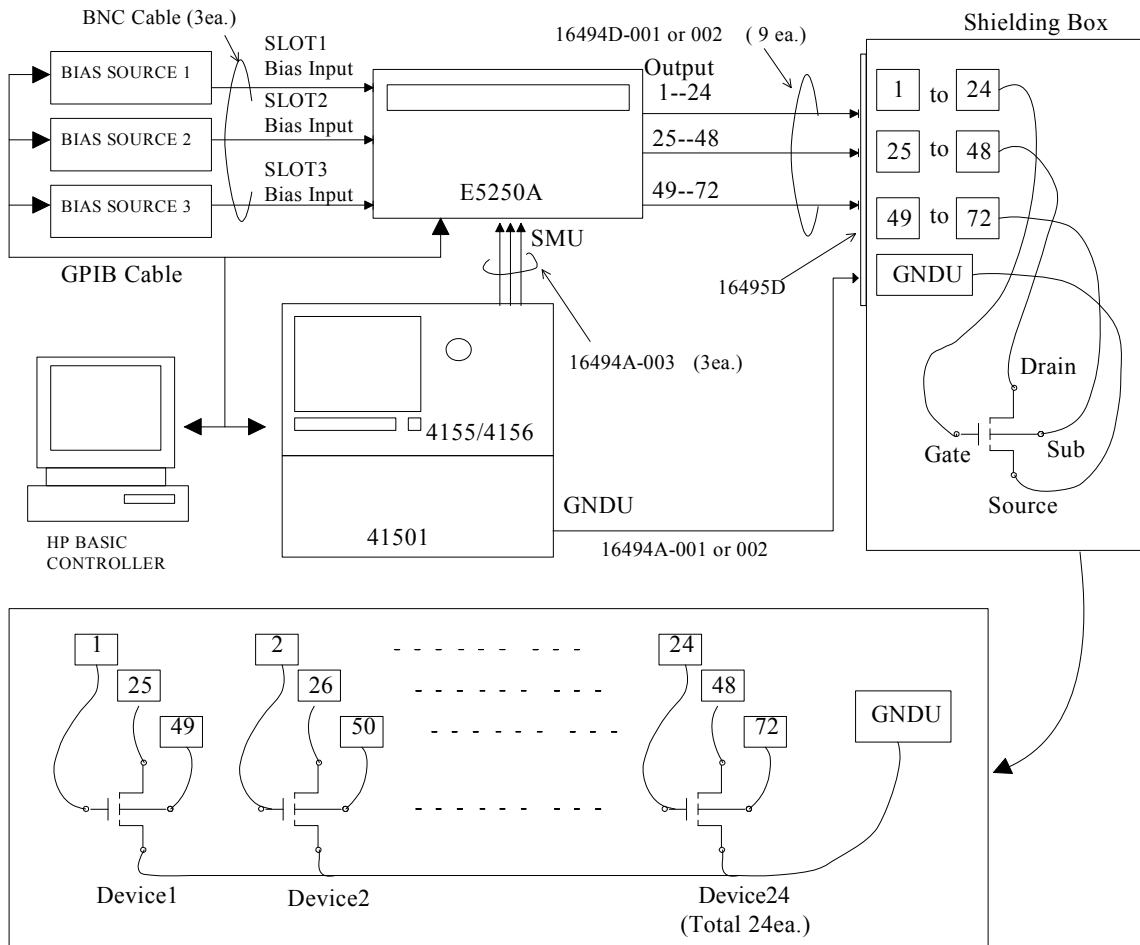 BNC Cable (3ea.)
BIAS SOURCE 1
BIAS SOURCE 2
BIAS SOURCE 3
SLOT1
Bias Input
SLOT2
Bias Input
SLOT3
Bias Input
GPIB Cable
E5250A
SMU
Output
1--24
25--48
49--72
16494D-001 or 002 ( 9 ea.)
Shielding Box
1 to 24
25 to 48
49 to 72
GNDU
16495D
Drain
Gate
Sub
Source
16494A-003 (3ea.)
4155/4156
41501
GNDU
16494A-001 or 002
HP BASIC
CONTROLLER
1
25
49
2
26
50
- - - - - - - - -
- - - - - - - - -
- - - - - - - - -
- - - - - - - - -
24
48
72
GNDU
Device1
Device2
Device24
(Total 24ea.)